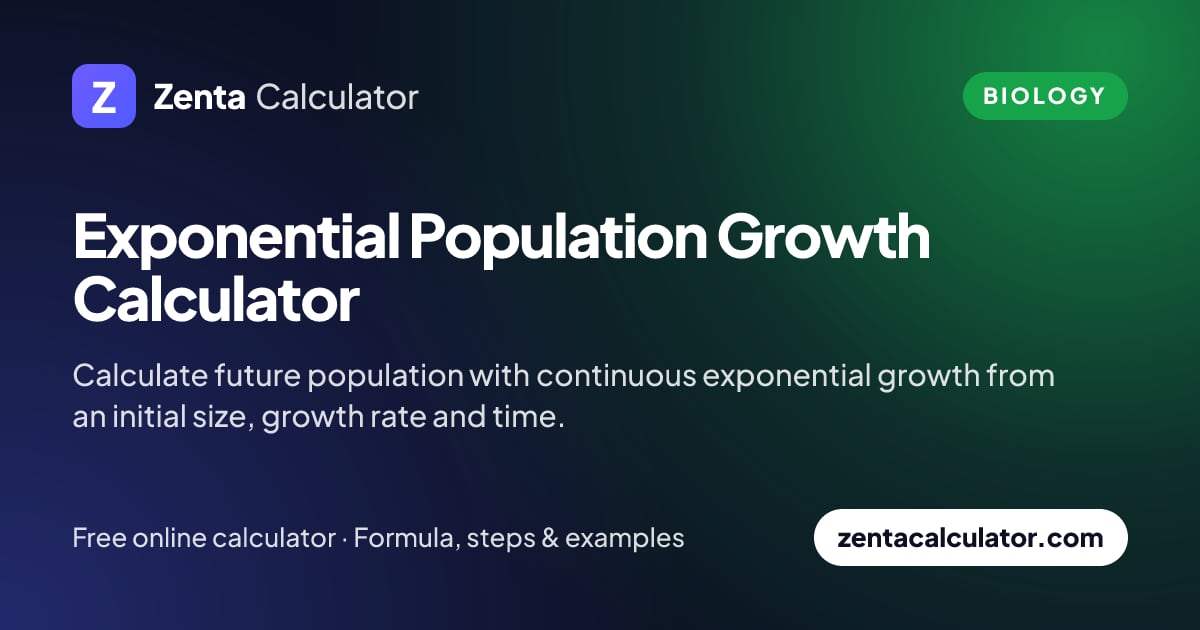 Z
Zenta Calculator
BIOLOGY
Exponential Population Growth
Calculator
Calculate future population with continuous exponential growth from
an initial size, growth rate and time.
Free online calculator · Formula, steps & examples
zentacalculator.com